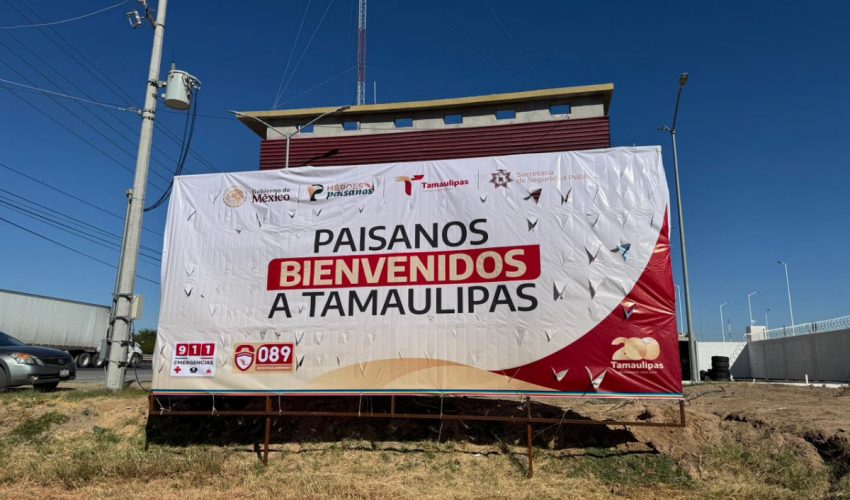 Gobierno de
México
HÉROES
paisanos
Tamaulipas
Secretaría
de Seguridad Pública
PAISANOS
BIENVENIDOS
A TAMAULIPAS
911
EMERGENCIAS
089
200
Tamaulipas